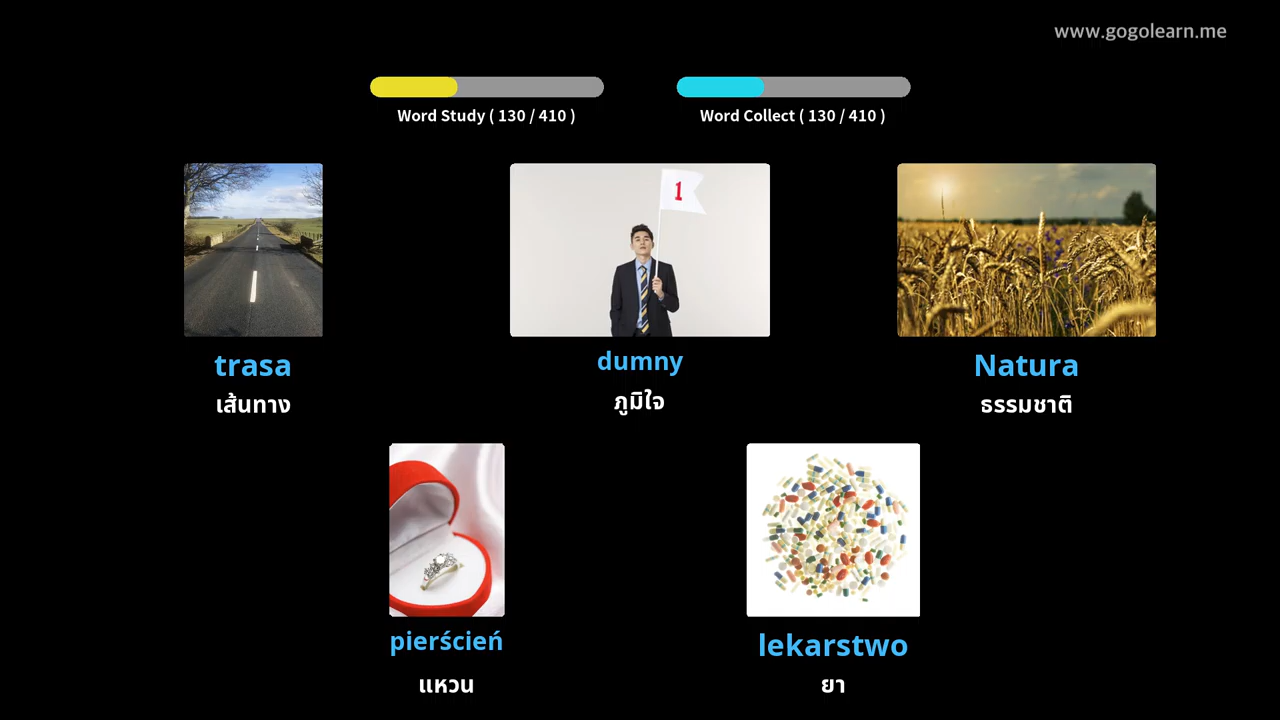 www.gogolearn.me
Word Study ( 130 / 410 )
Word Collect ( 130 / 410 )
1
trasa
เส้นทาง
dumny
ภูมิใจ
Natura
ธรรมชาติ
pierścień
แหวน
lekarstwo
ยา